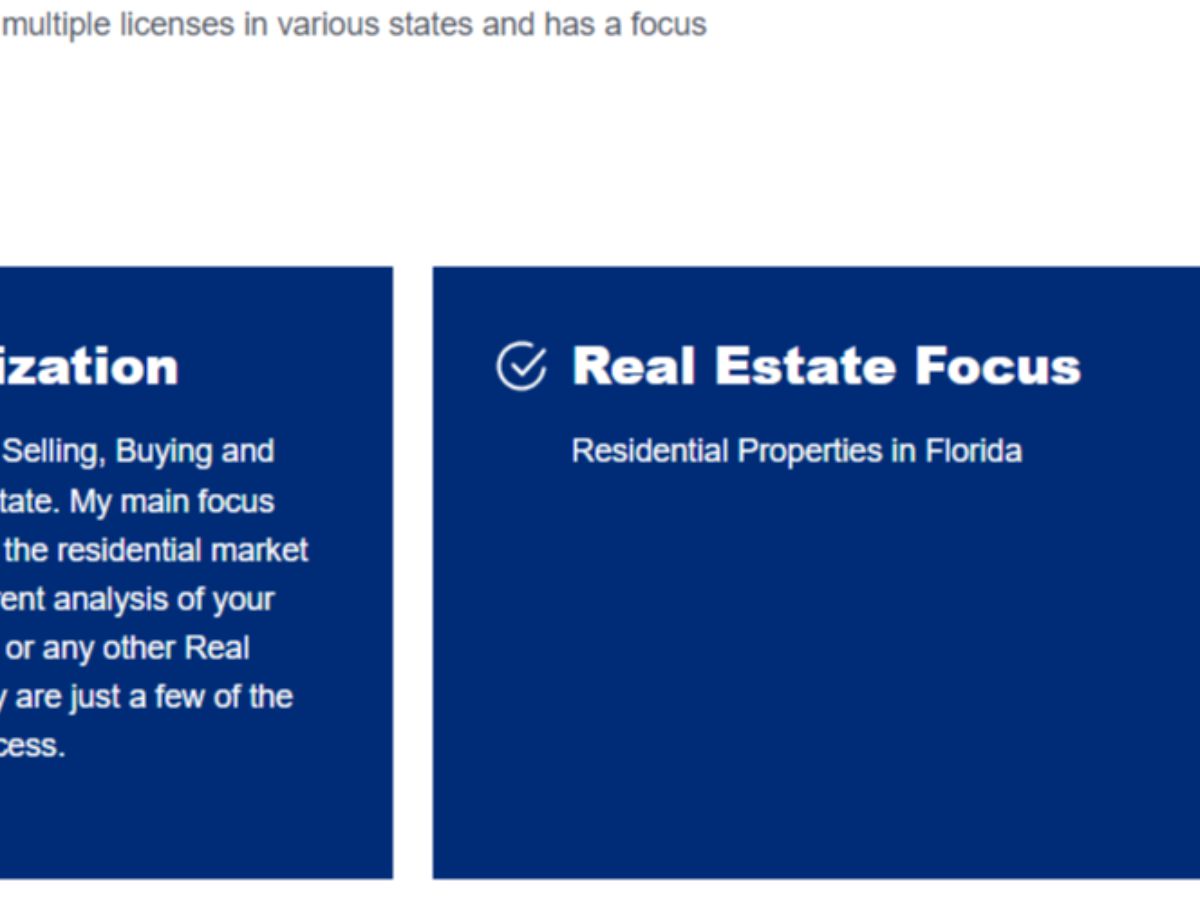 multiple licenses in various states and has a focus
ization
Selling, Buying and
tate. My main focus
the residential market
ent analysis of your
or any other Real
y are just a few of the
cess.
Real Estate Focus
Residential Properties in Florida